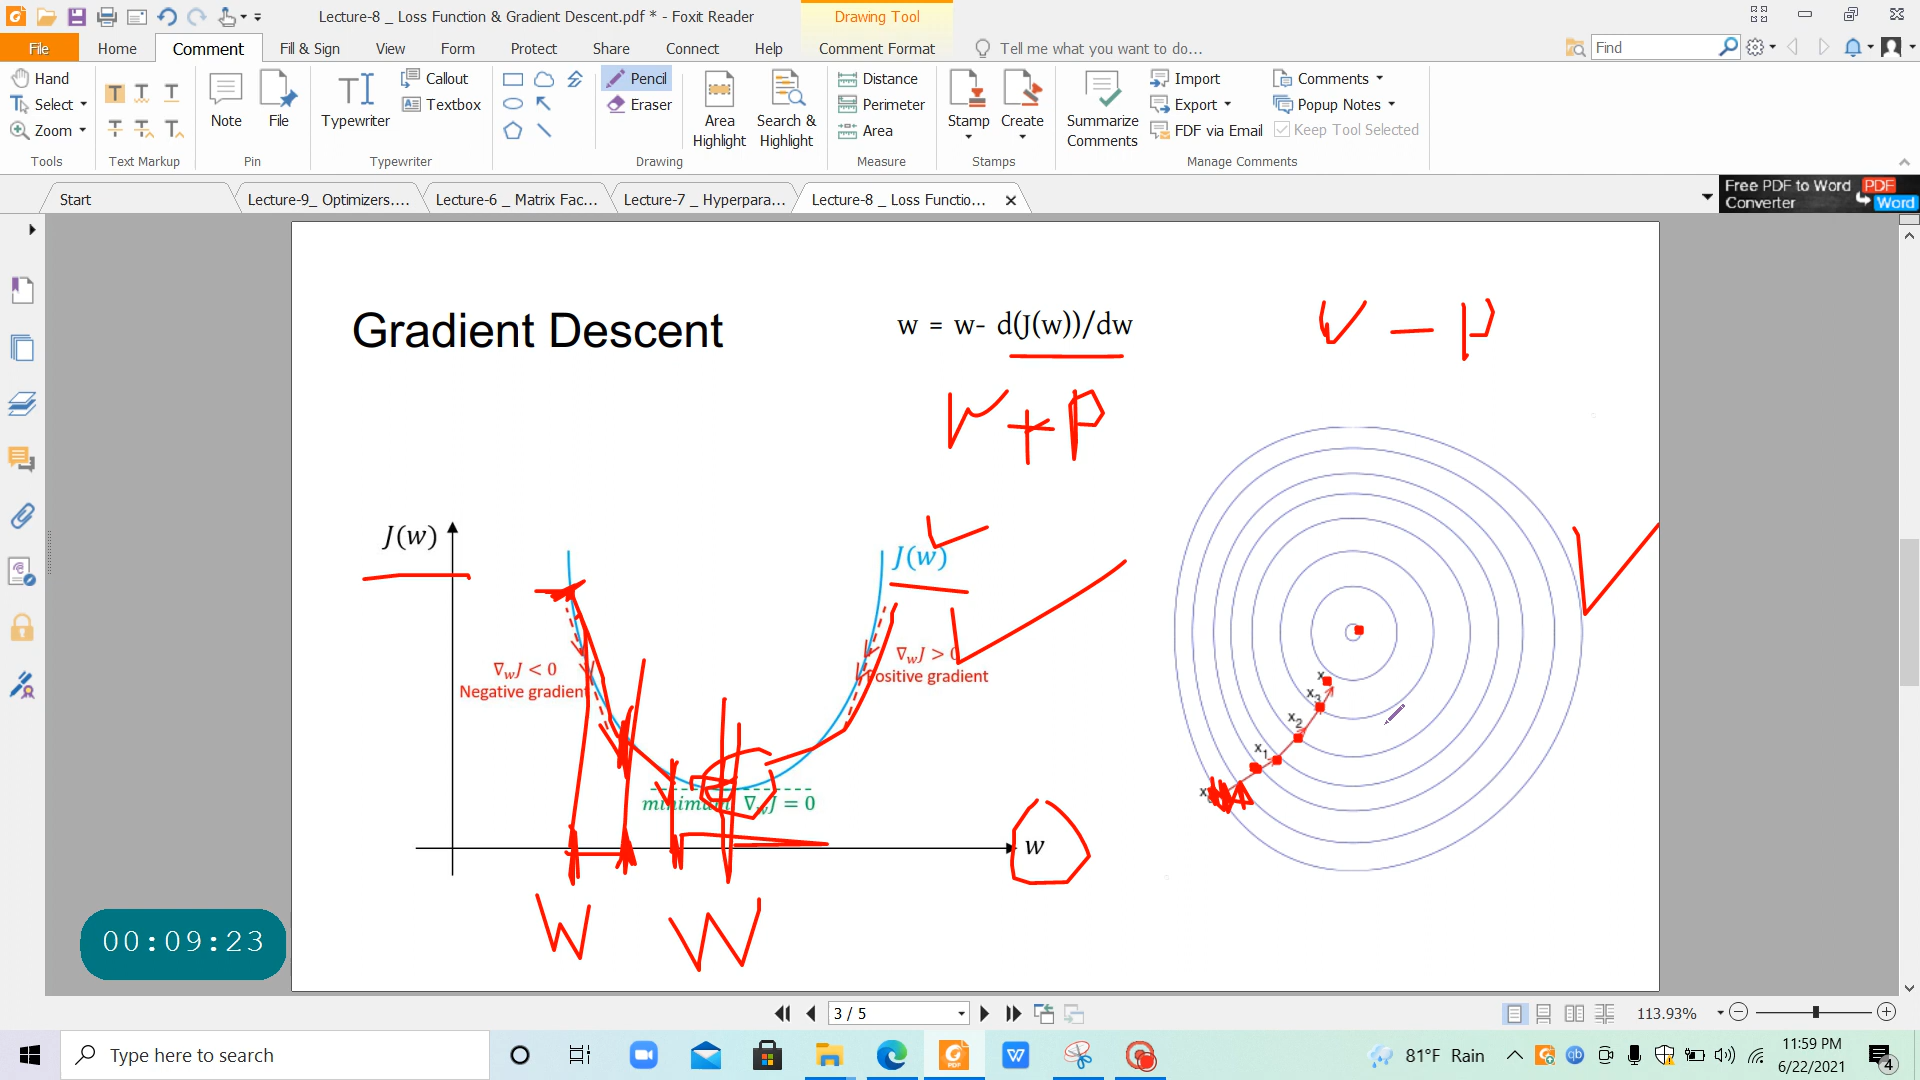 Lecture-8 _ Loss Function & Gradient Descent.pdf * - Foxit Reader
Drawing Tool
File Home Comment Fill & Sign View Form Protect Share Connect Help Comment Format Tell me what you want to do... Find
Hand
Select
Zoom
Tools
Text Markup
Note
File
Pin
Typewriter
Callout
Textbox
Typewriter
Pencil
Eraser
Drawing
Area Highlight
Search & Highlight
Distance
Perimeter
Area
Measure
Stamp
Create
Stamps
Summarize Comments
Import
Export
FDF via Email
Comments
Popup Notes
Keep Tool Selected
Manage Comments
Start
Lecture-9_ Optimizers....
Lecture-6 _ Matrix Fac...
Lecture-7 _ Hyperpara...
Lecture-8 _ Loss Functio...
Free PDF to Word Converter
PDF
Word
Gradient Descent
w = w- d(J(w))/dw
W - P
W + P
J(w)
J(w)
∇wJ < 0
Negative gradient
∇wJ > 0
Positive gradient
minimum ∇wJ = 0
w
W W
x
x3
x2
x1
00:09:23
3 / 5
113.93%
Type here to search
81°F Rain
11:59 PM
6/22/2021
4